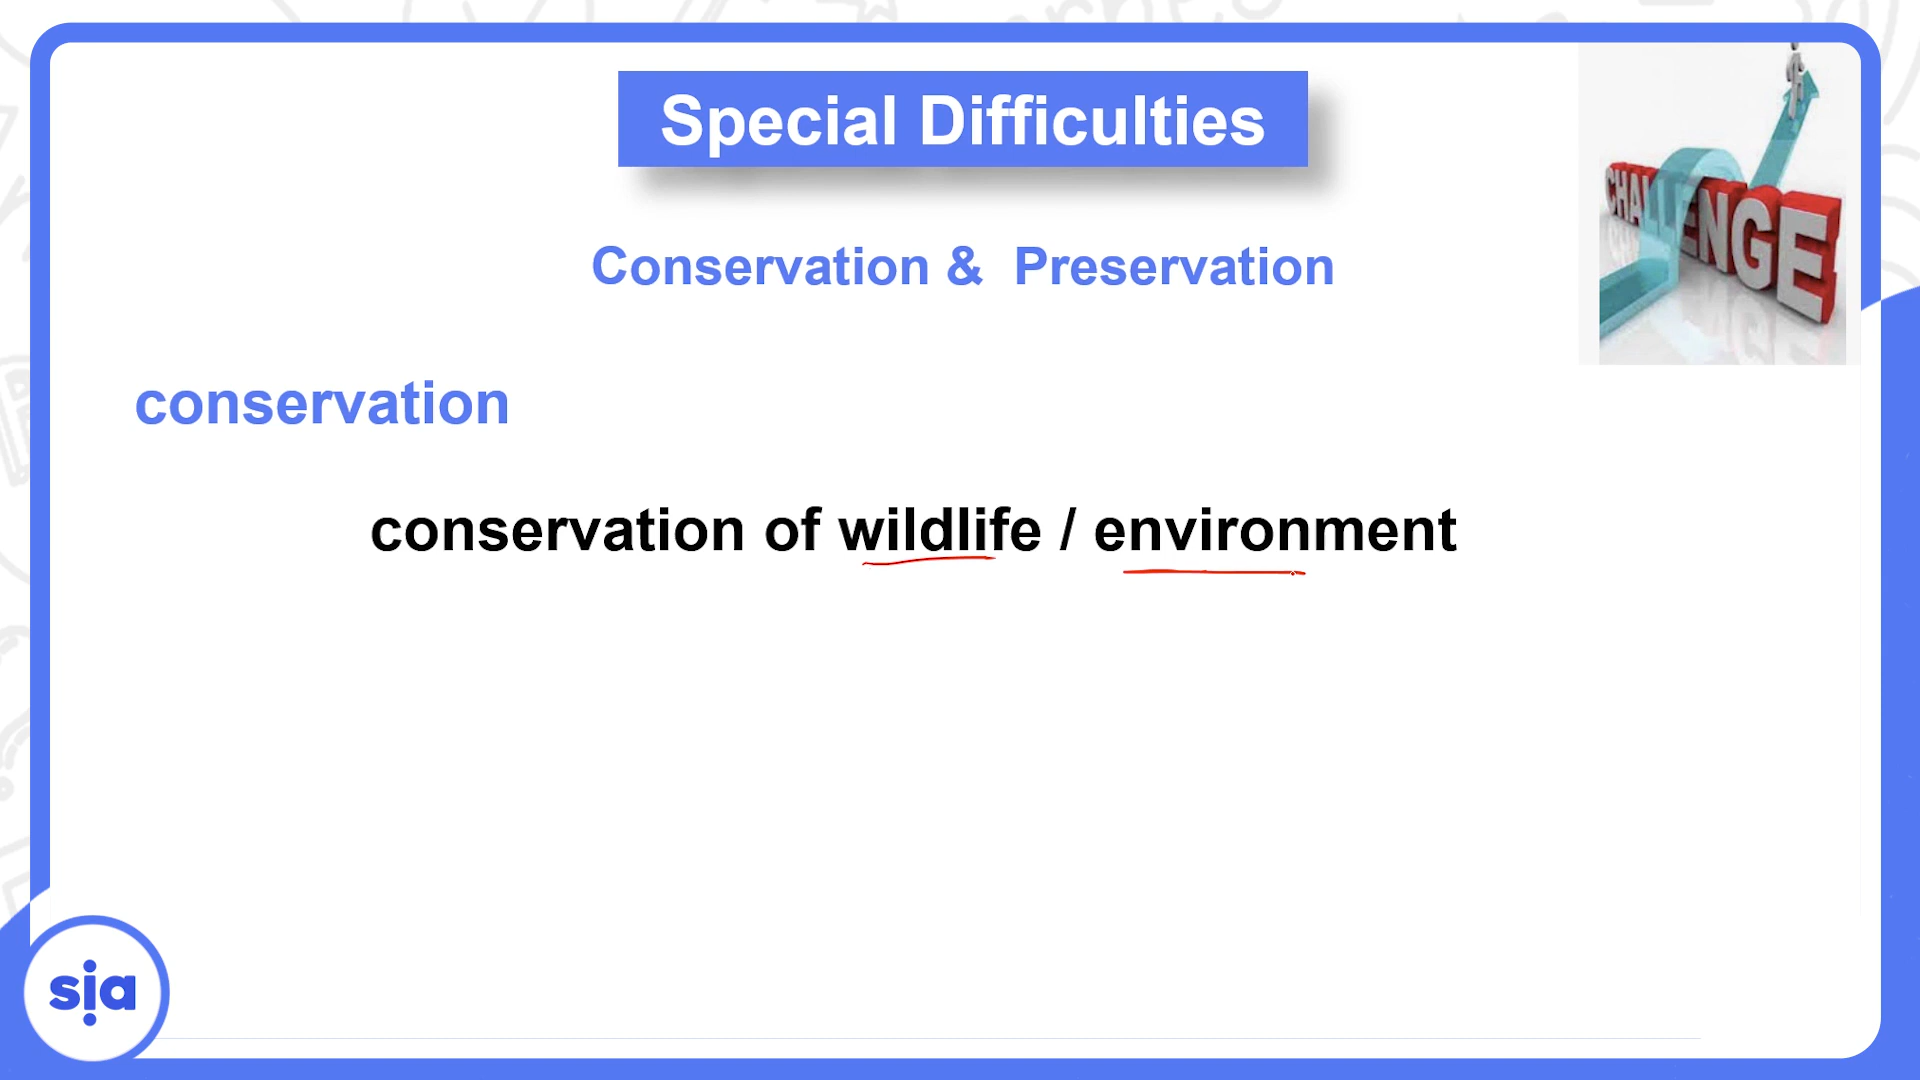 Special Difficulties
CHALLENGE
Conservation & Preservation
conservation
conservation of wildlife / environment
sia